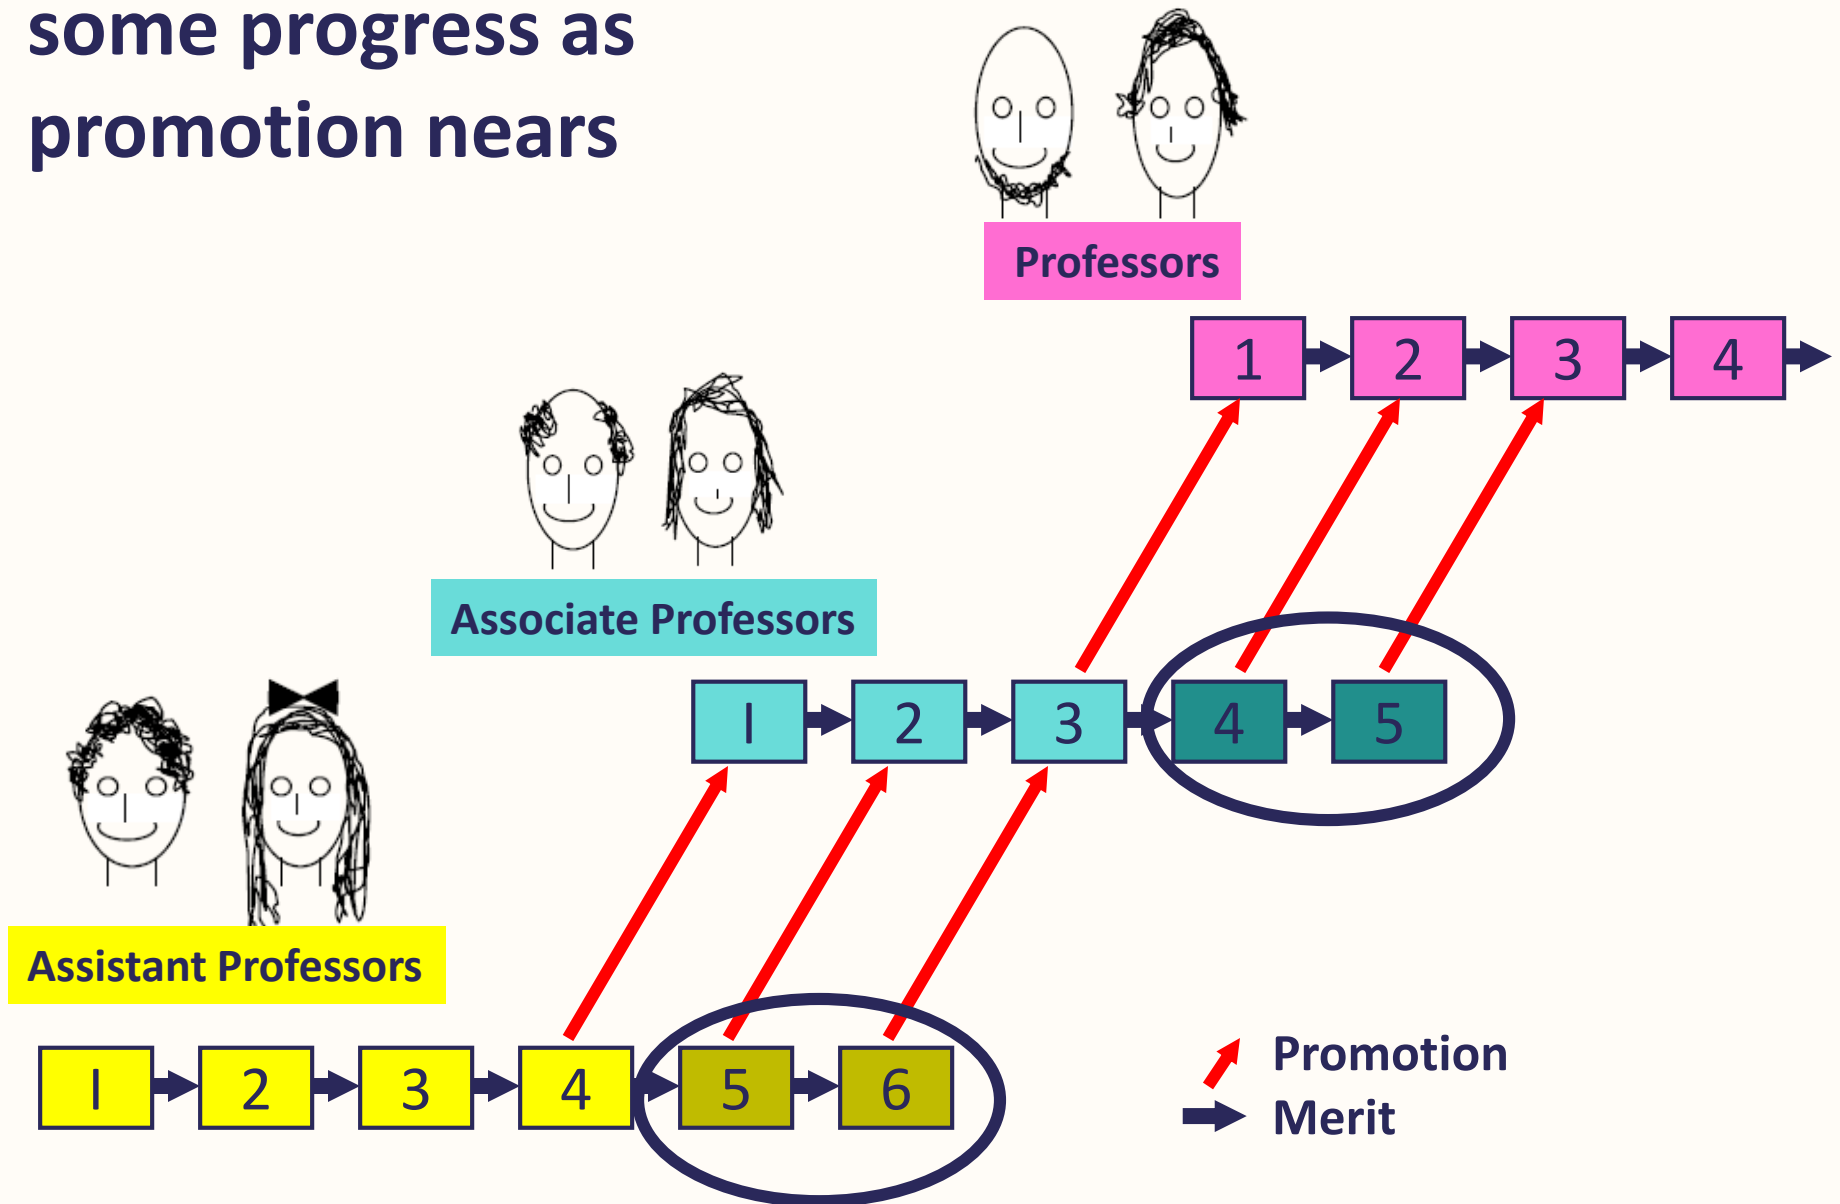 some progress as
promotion nears
Professors
1 2 3 4
Associate Professors
I 2 3 4 5
Assistant Professors
I 2 3 4 5 6
Promotion
Merit